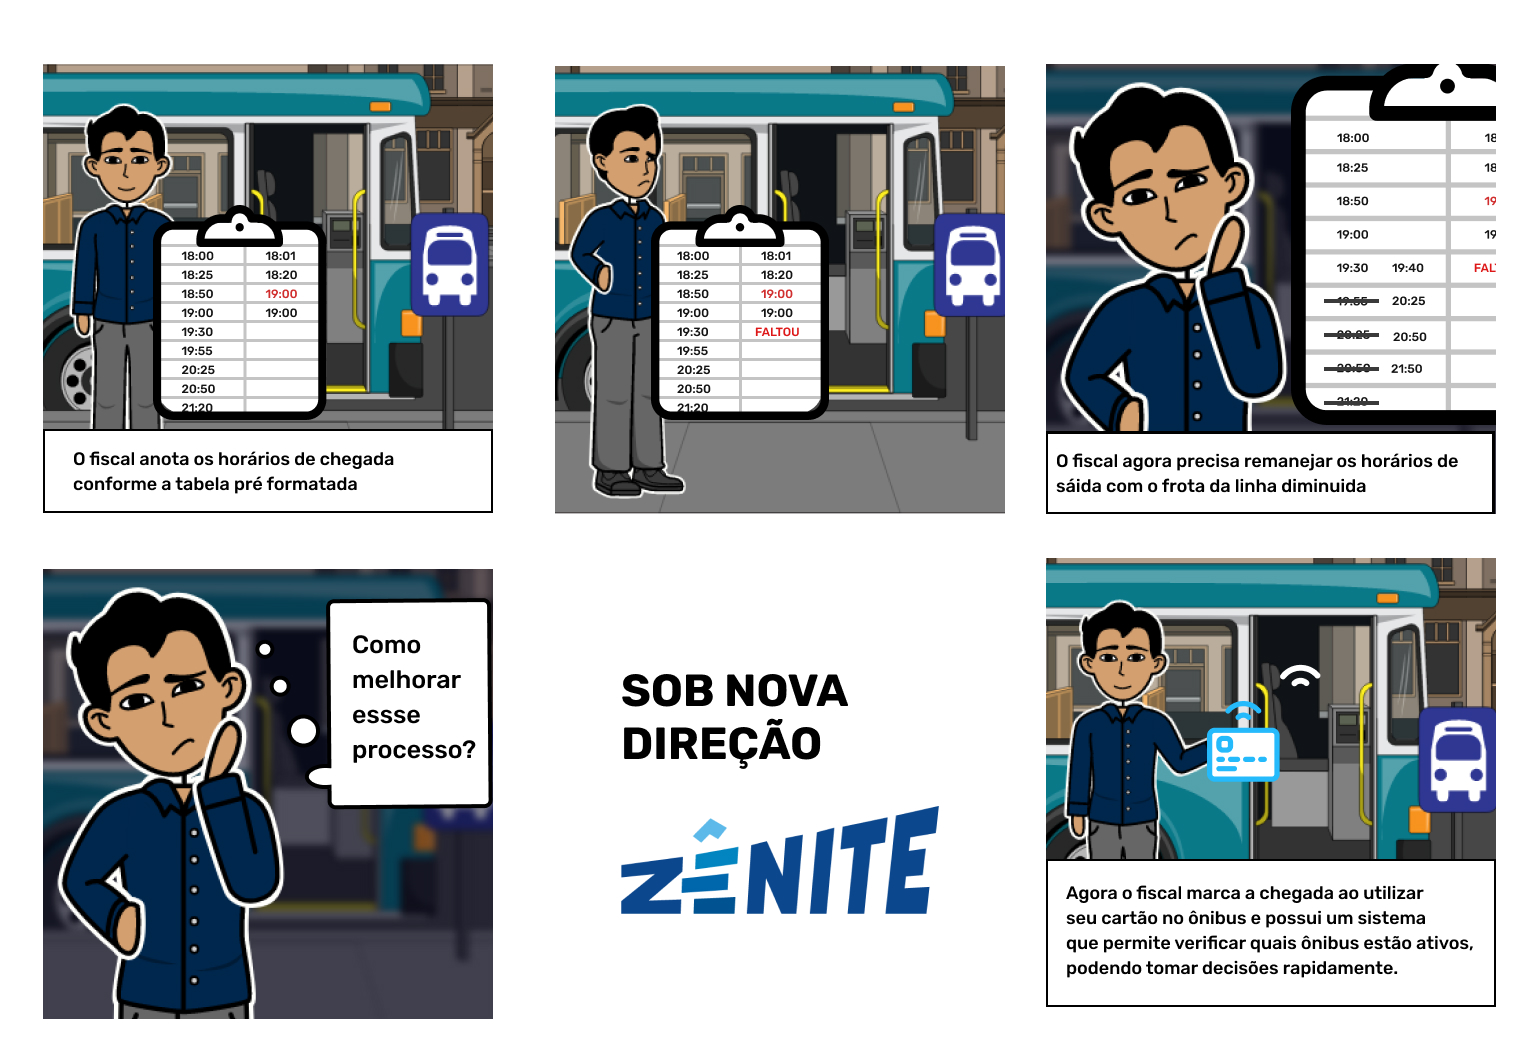 18:00 18:01
18:25 18:20
18:50 19:00
19:00 19:00
19:30
19:55
20:25
20:50
21:20
O fiscal anota os horários de chegada
conforme a tabela pré formatada
18:00 18:01
18:25 18:20
18:50 19:00
19:00 19:00
19:30 FALTOU
19:55
20:25
20:50
21:20
18:00 18
18:25 18
18:50 19
19:00 19
19:30 19:40 FAL
19:55 20:25
20:25 20:50
20:50 21:50
21:20
O fiscal agora precisa remanejar os horários de
sáida com o frota da linha diminuida
Como
melhorar
essse
processo?
SOB NOVA
DIREÇÃO
ZÊNITE
Agora o fiscal marca a chegada ao utilizar
seu cartão no ônibus e possui um sistema
que permite verificar quais ônibus estão ativos,
podendo tomar decisões rapidamente.